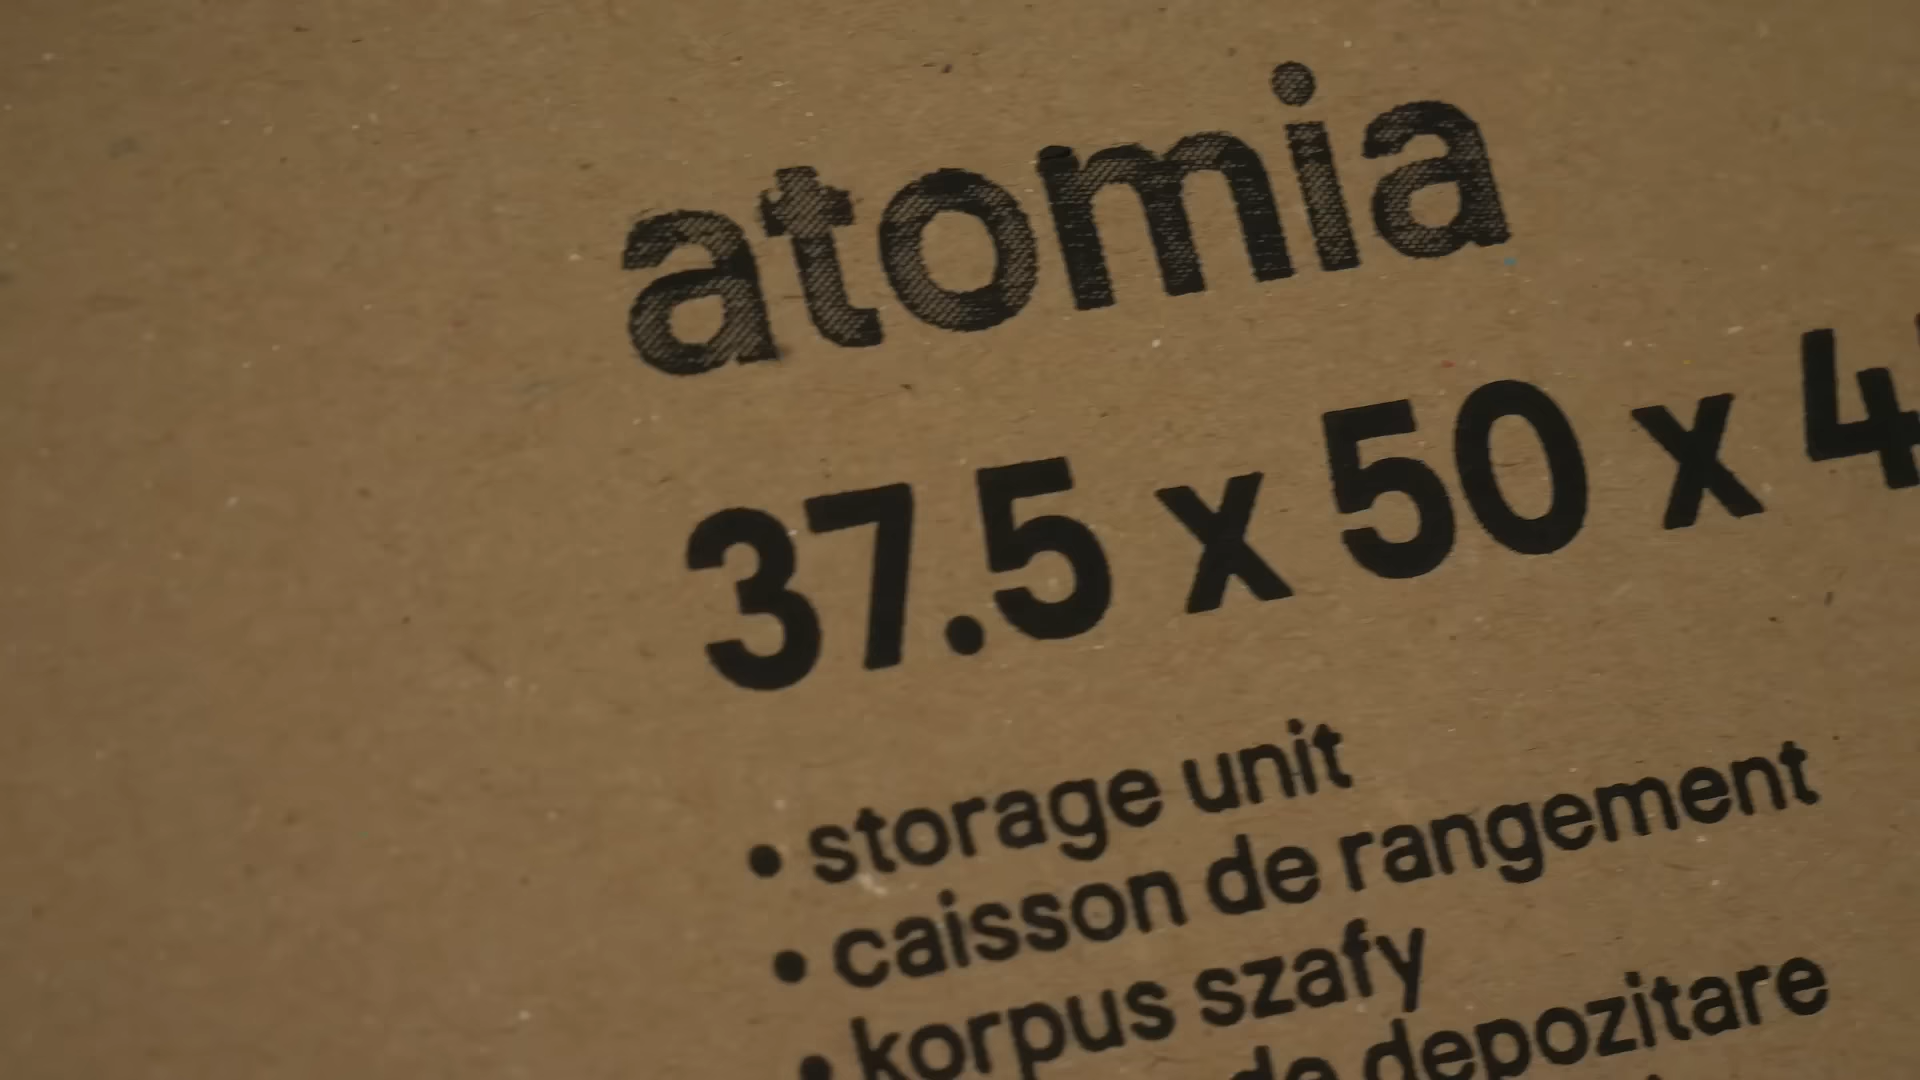 atomia
37.5 x 50 x 4
• storage unit
• caisson de rangement
• korpus szafy
de depozitare